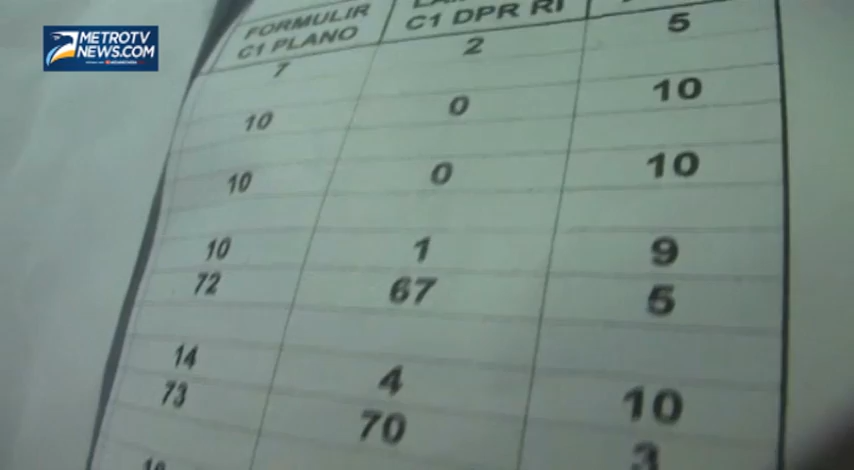 METROTV
NEWS.COM
FORMULIR
C1 PLANO
C1 DPR RI
7 2 5
10 0 10
10 0 10
10 1 9
72 67 5
14 4 10
73 70 3